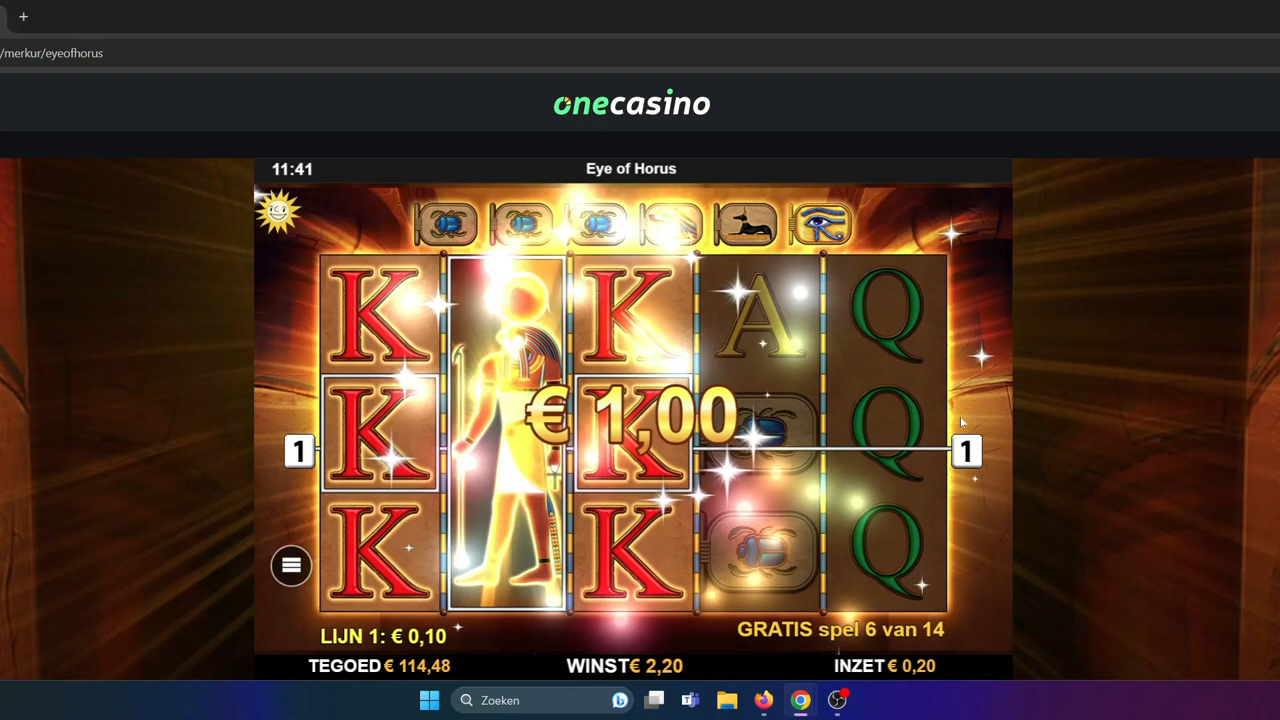 /merkur/eyeofhorus
onecasino
11:41 Eye of Horus
K K A Q
€ 1,00
1 K K Q 1
K K Q
LIJN 1: € 0,10 GRATIS spel 6 van 14
TEGOED € 114,48 WINST € 2,20 INZET € 0,20
Zoeken